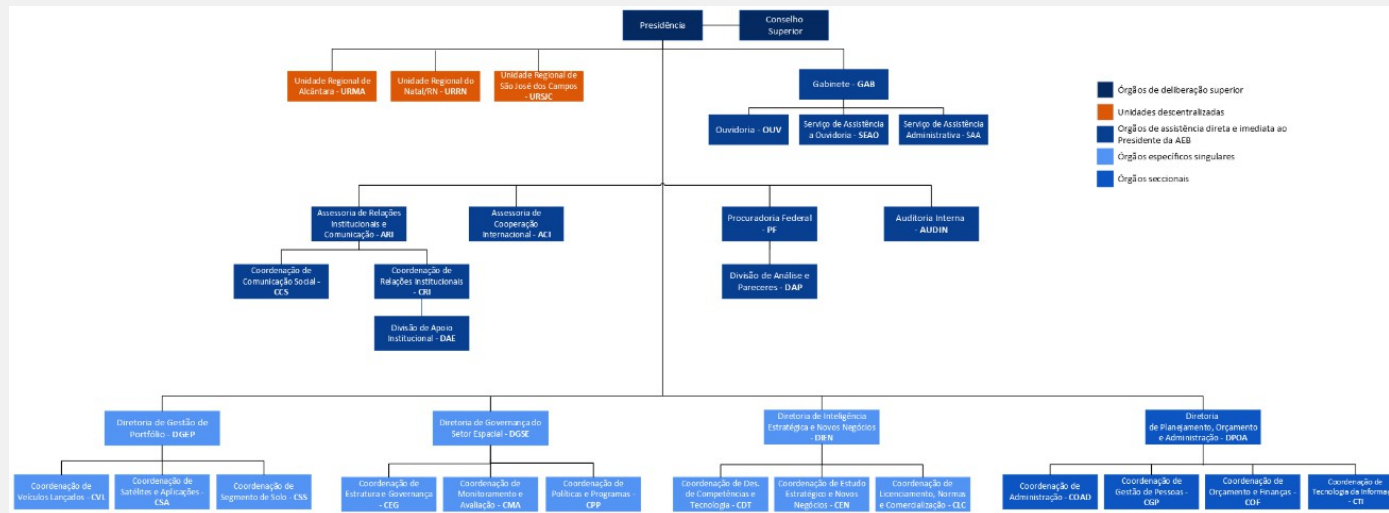 Presidência
Conselho
Superior
Unidade Regional de
Alcântara - URMA
Unidade Regional do
Natal/RN - URRN
Unidade Regional de
São José dos Campos
- URSJC
Gabinete - GAB
Ouvidoria - OUV
Serviço de Assistência
a Ouvidoria - SEAO
Serviço de Assistência
Administrativa - SAA
Órgãos de deliberação superior
Unidades descentralizadas
Orgãos de assistência direta e imediata ao
Presidente da AEB
Órgãos específicos singulares
Órgãos seccionais
Assessoria de Relações
Institucionais e
Comunicação - ARI
Assessoria de
Cooperação
Internacional - ACI
Procuradoria Federal
- PF
Auditoria Interna
- AUDIN
Coordenação de
Comunicação Social -
CCS
Coordenação de
Relações Institucionais
- CRI
Divisão de Análise e
Pareceres - DAP
Divisão de Apoio
Institucional - DAE
Diretoria de Gestão de
Portfólio - DGEP
Diretoria de Governança do
Setor Espacial - DGSE
Diretoria de Inteligência
Estratégica e Novos Negócios
- DIEN
Diretoria
de Planejamento, Orçamento
e Administração - DPOA
Coordenação de
Veículos Lançados - CVL
Coordenação de
Satélites e Aplicações -
CSA
Coordenação de
Segmento de Solo - CSS
Coordenação de
Estratura e Governança
- CEG
Coordenação de
Monitoramento e
Avaliação - CMA
Coordenação de
Políticas e Programas -
CPP
Coordenação de Des.
de Competências e
Tecnologia - CDT
Coordenação de Estudo
Estratégico e Novos
Negócios - CEN
Coordenação de
Licenciamento, Normas
e Comercialização - CLC
Coordenação de
Administração - COAD
Coordenação de
Gestão de Pessoas -
CGP
Coordenação de
Orçamento e Finanças -
COF
Coordenação de
Tecnologia da Informaç
- CTI